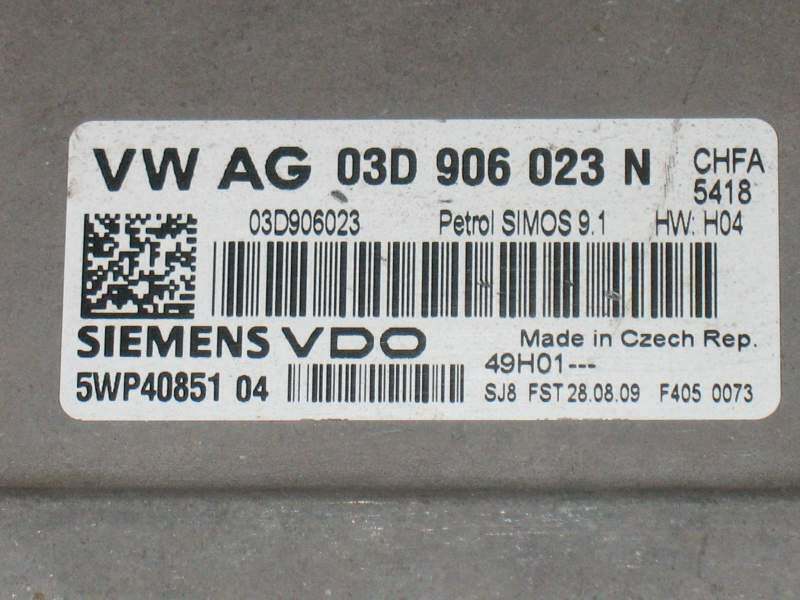 VW AG 03D 906 023 N CHFA
5418
03D906023 Petrol SIMOS 9.1 HW: H04
SIEMENS VDO Made in Czech Rep.
49H01---
5WP40851 04 SJ8 FST 28.08.09 F405 0073